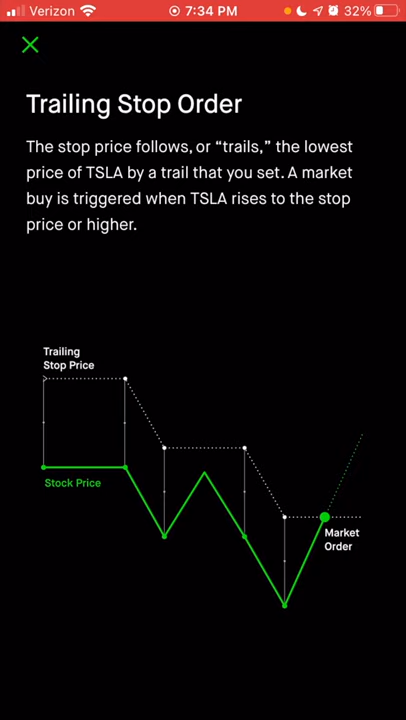 Verizon 7:34 PM 32%
Trailing Stop Order
The stop price follows, or “trails,” the lowest
price of TSLA by a trail that you set. A market
buy is triggered when TSLA rises to the stop
price or higher.
Trailing
Stop Price
Stock Price
Market
Order